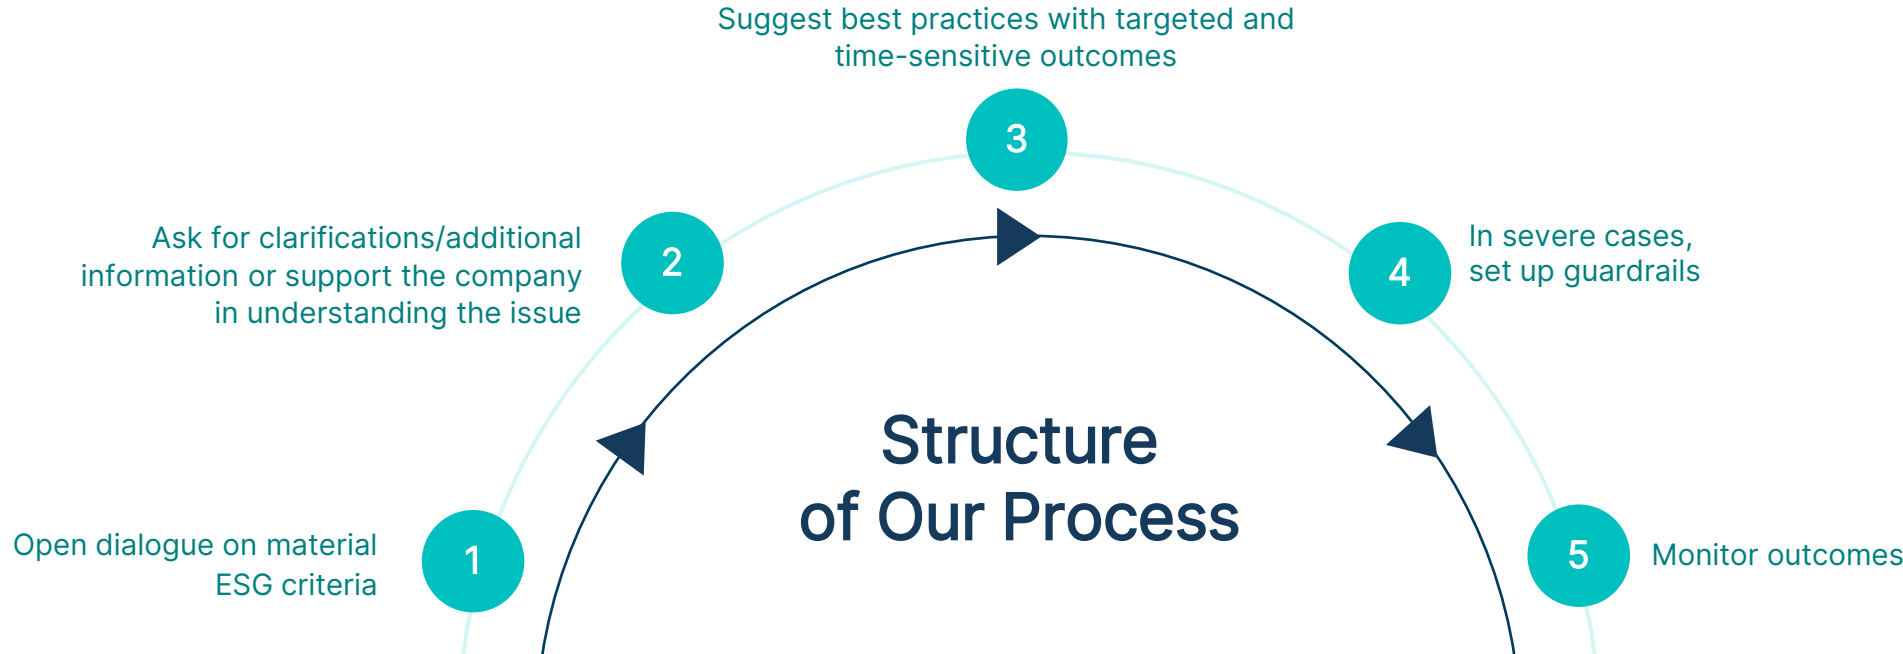 Suggest best practices with targeted and
time-sensitive outcomes
3
Ask for clarifications/additional
information or support the company
in understanding the issue
2
4
In severe cases,
set up guardrails
Structure
of Our Process
Open dialogue on material
ESG criteria
1
5
Monitor outcomes